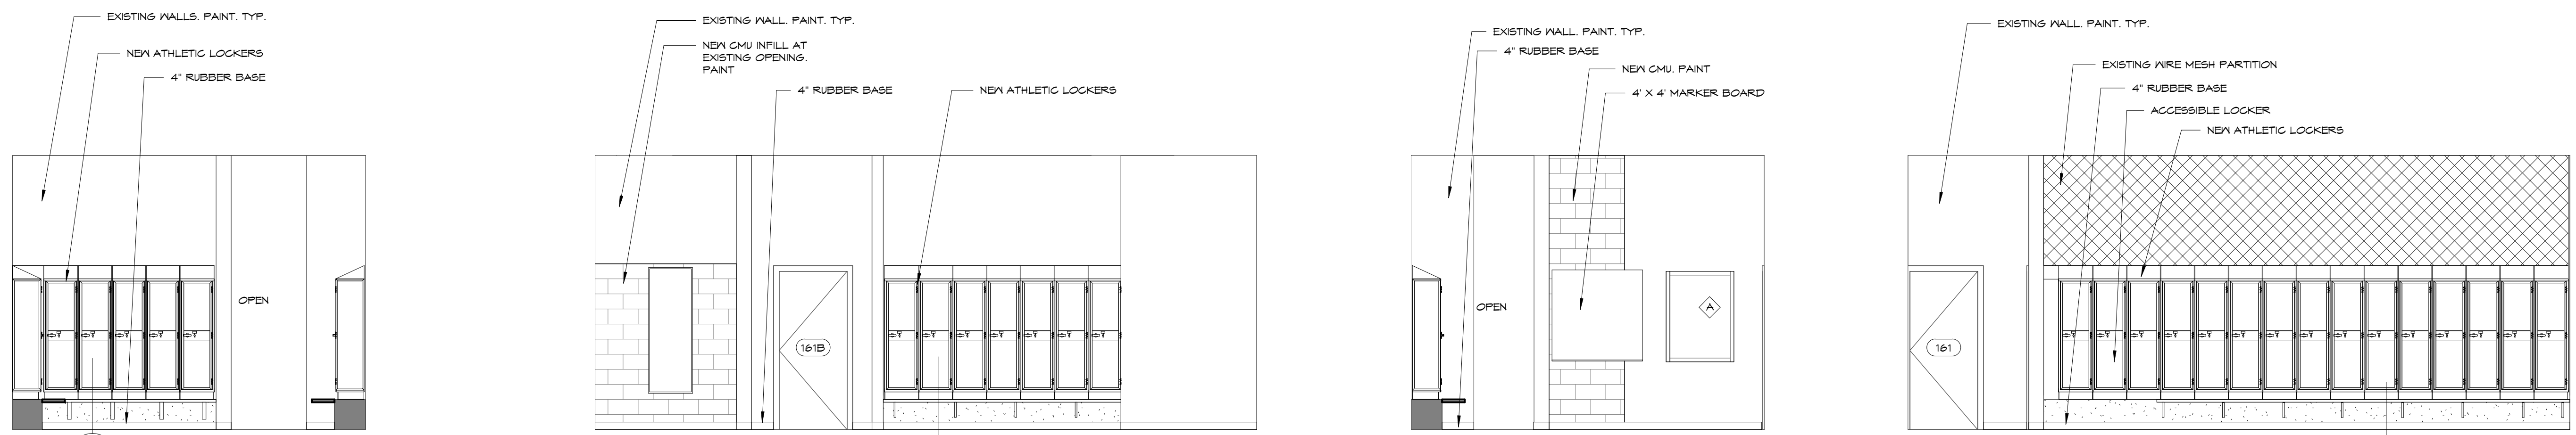 EXISTING WALLS. PAINT. TYP.
NEW ATHLETIC LOCKERS
4" RUBBER BASE
OPEN
EXISTING WALL. PAINT. TYP.
NEW CMU INFILL AT
EXISTING OPENING.
PAINT
4" RUBBER BASE
NEW ATHLETIC LOCKERS
161B
EXISTING WALL. PAINT. TYP.
4" RUBBER BASE
NEW CMU. PAINT
4' X 4' MARKER BOARD
OPEN
A
EXISTING WALL. PAINT. TYP.
EXISTING WIRE MESH PARTITION
4" RUBBER BASE
ACCESSIBLE LOCKER
NEW ATHLETIC LOCKERS
161